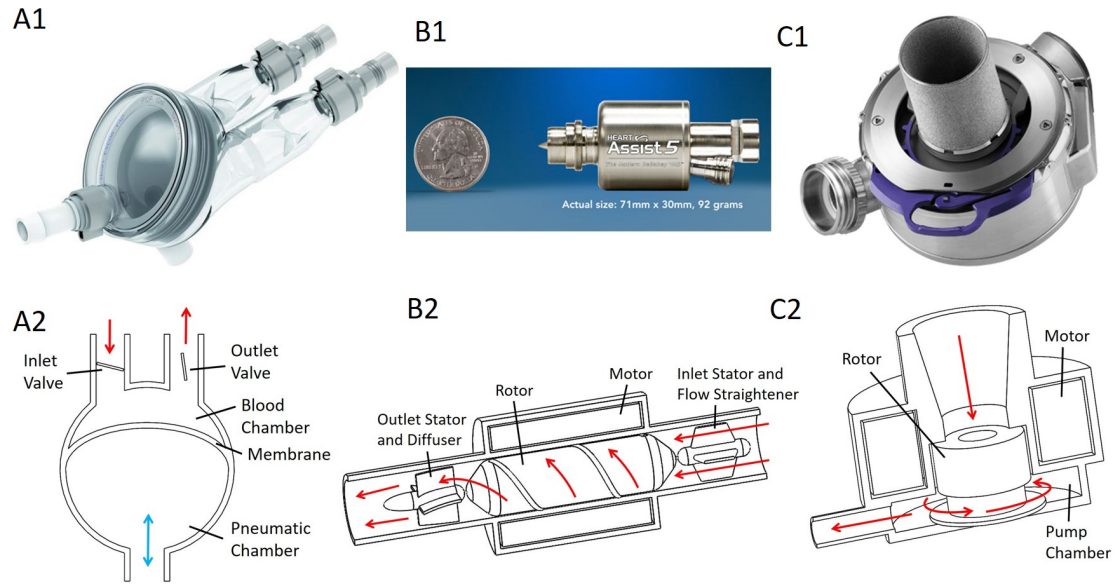 A1
B1
C1
HEART
Assist 5
Actual size: 71mm x 30mm, 92 grams
A2
Inlet
Valve
Outlet
Valve
Blood
Chamber
Membrane
Pneumatic
Chamber
B2
Outlet Stator
and Diffuser
Rotor
Motor
Inlet Stator and
Flow Straightener
C2
Rotor
Motor
Pump
Chamber